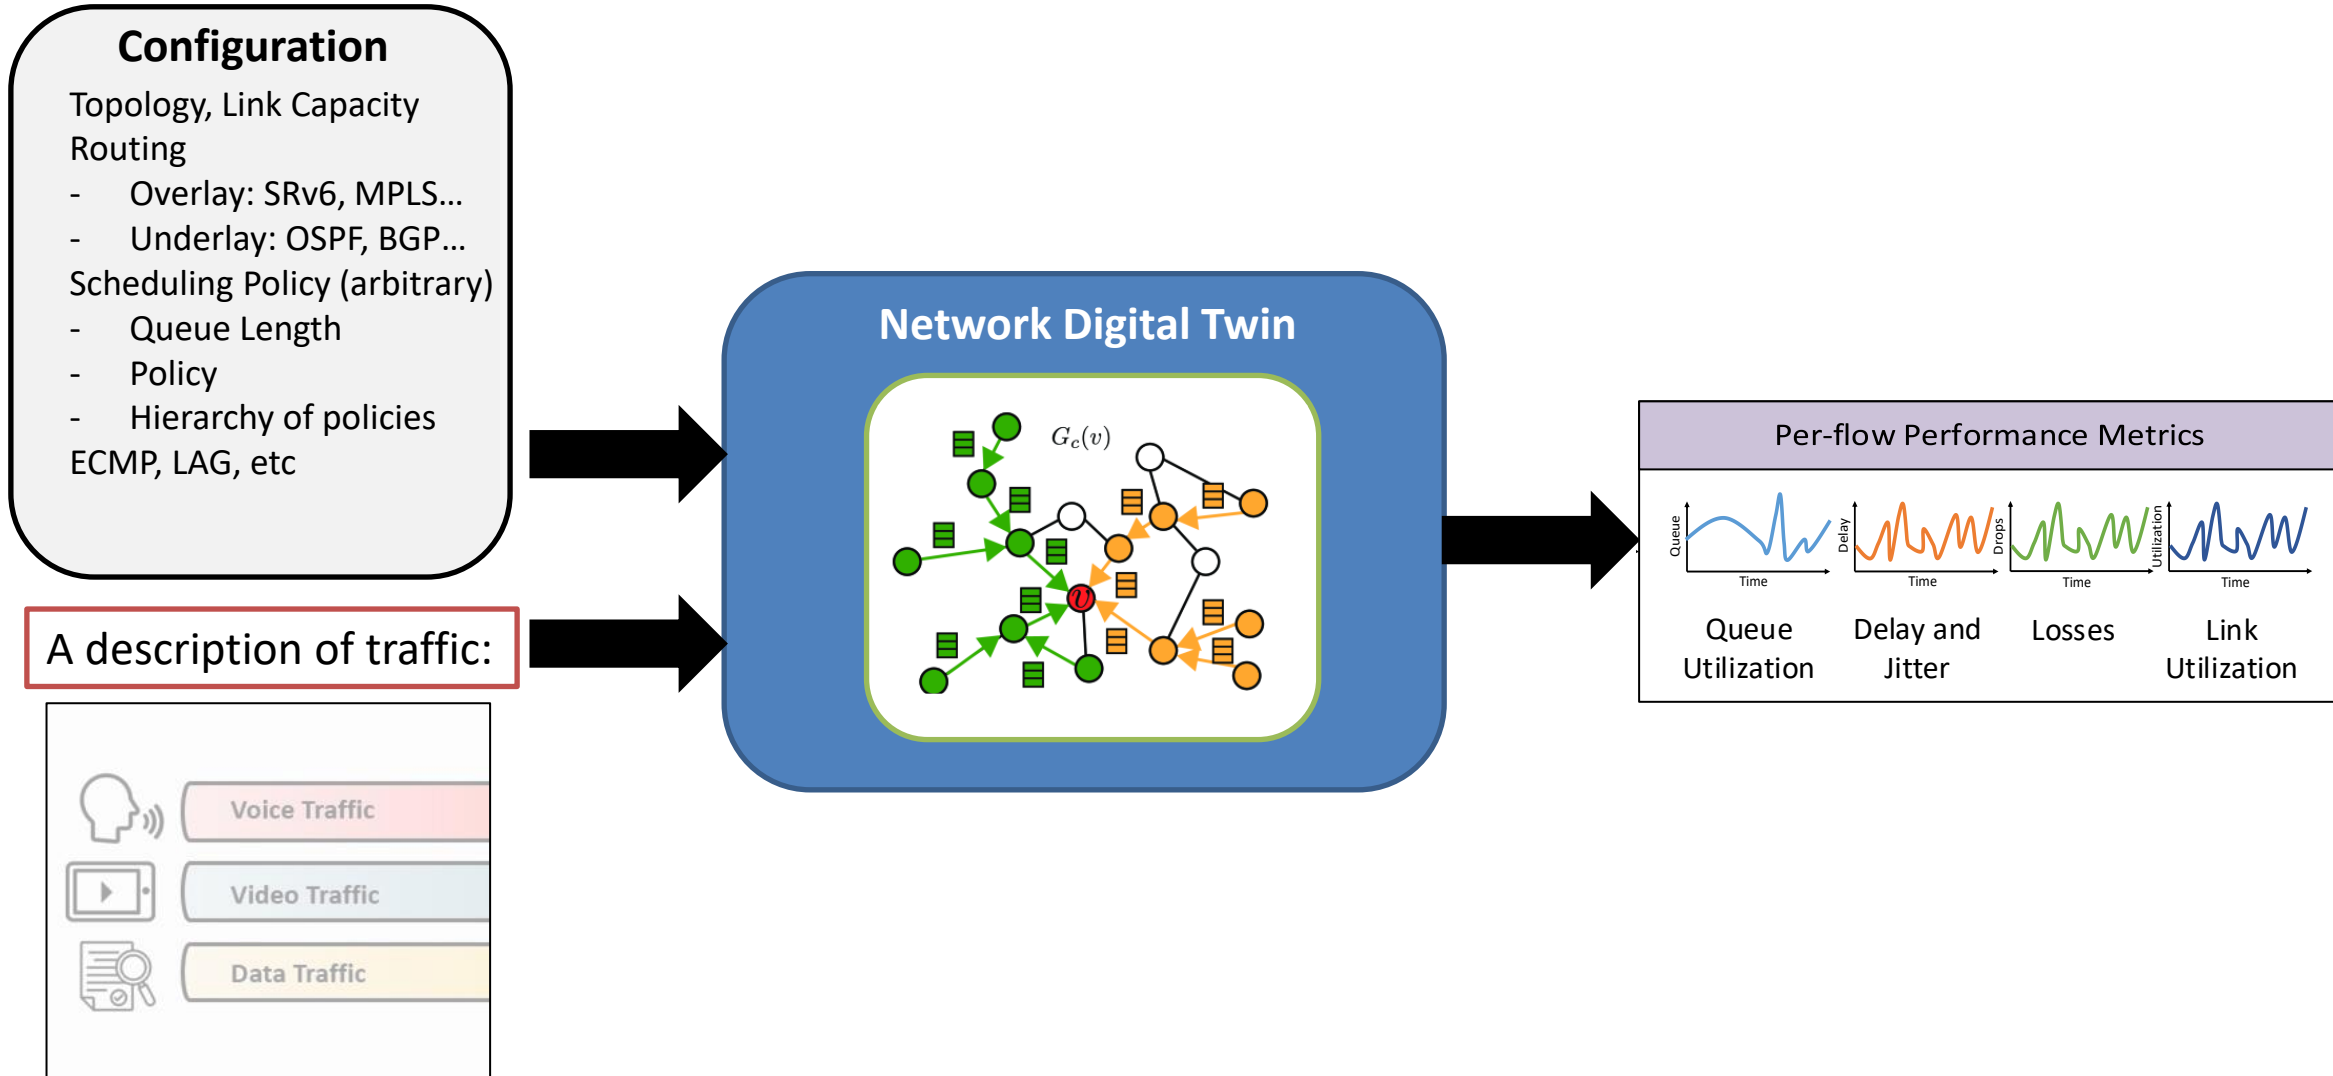 Configuration
Topology, Link Capacity
Routing
- Overlay: SRv6, MPLS...
- Underlay: OSPF, BGP...
Scheduling Policy (arbitrary)
- Queue Length
- Policy
- Hierarchy of policies
ECMP, LAG, etc
A description of traffic:
Voice Traffic
Video Traffic
Data Traffic
Network Digital Twin
G_c(v)
v
Per-flow Performance Metrics
Queue
Time
Delay
Time
Drops
Time
Utilization
Time
Queue
Utilization
Delay and
Jitter
Losses
Link
Utilization